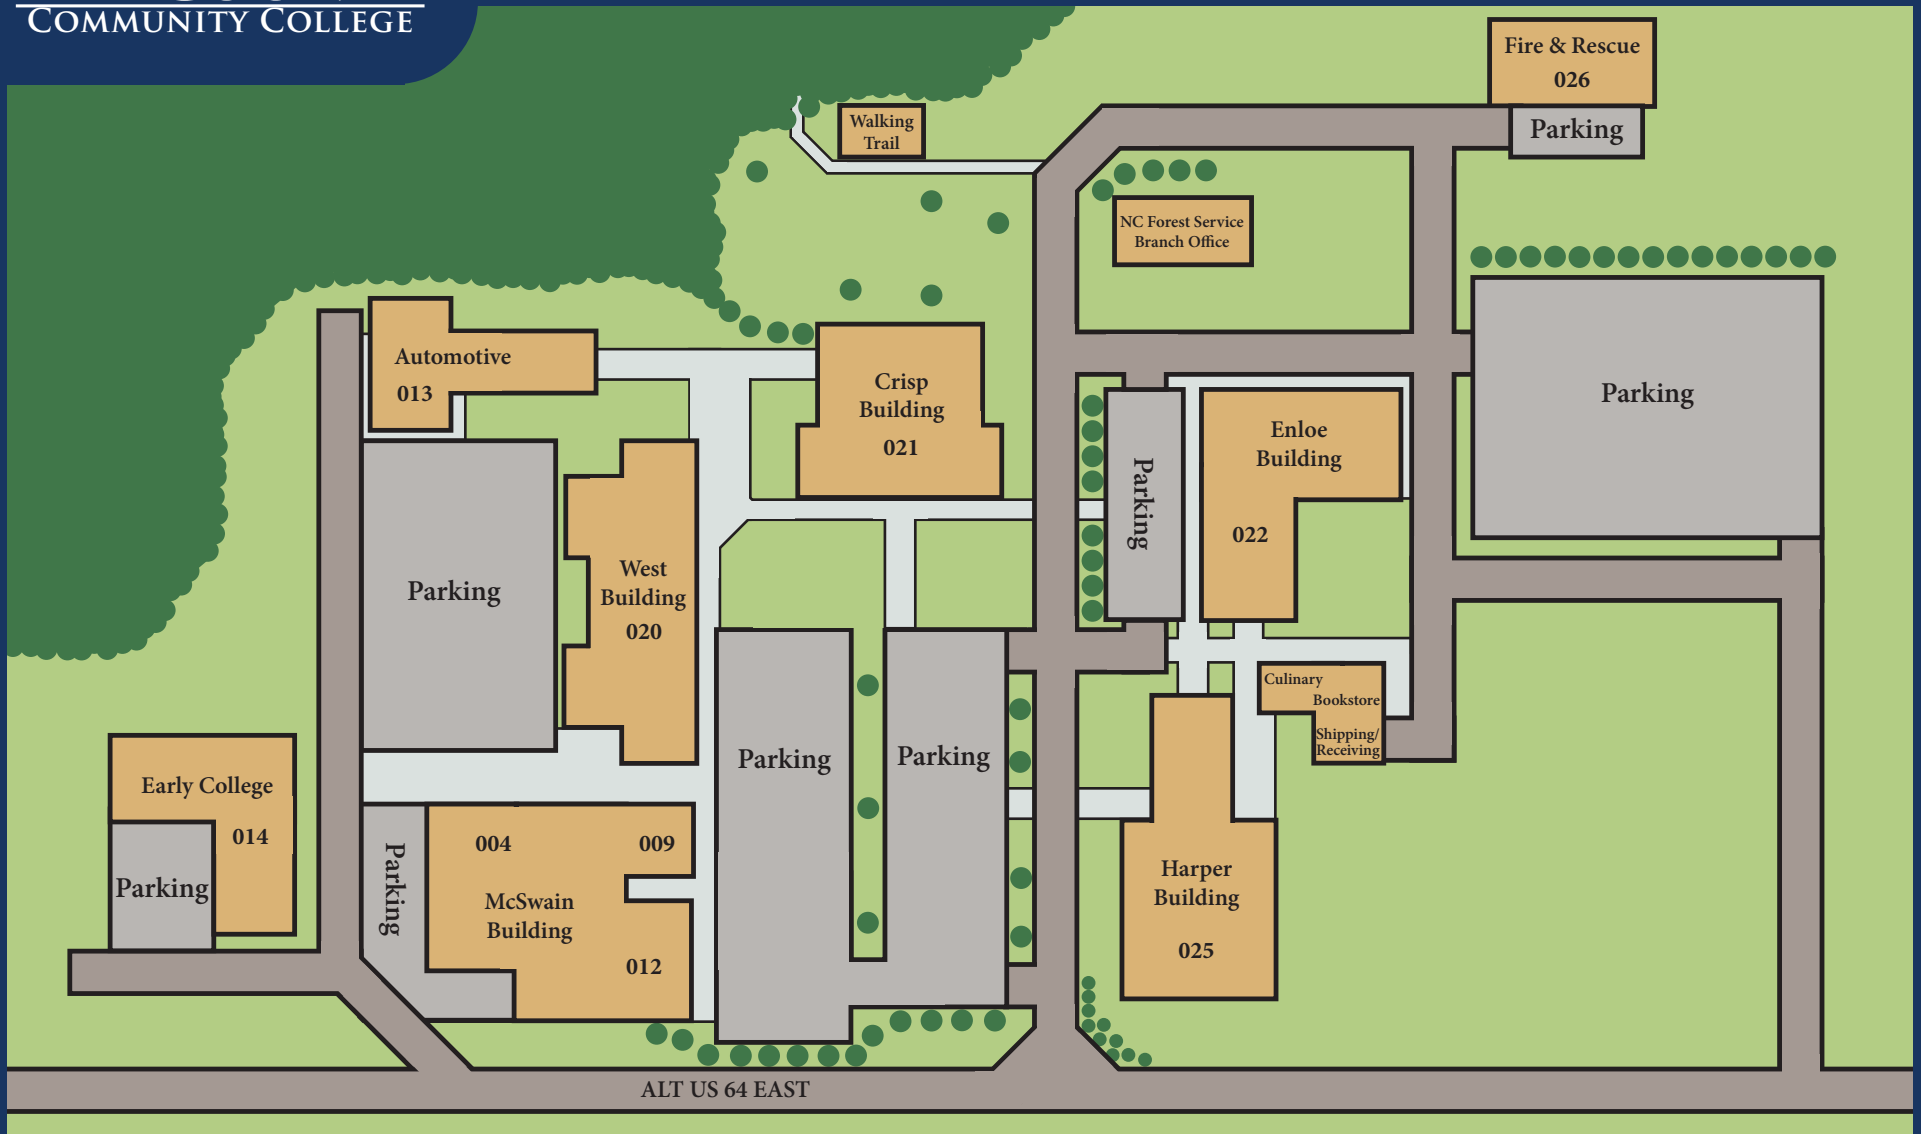 COMMUNITY COLLEGE
Fire & Rescue
026
Parking
Walking
Trail
NC Forest Service
Branch Office
Automotive
013
Crisp
Building
021
Parking
Enloe
Building
022
Parking
Parking
West
Building
020
Parking
Parking
Culinary
Bookstore
Shipping/
Receiving
Early College
014
Parking
Parking
004
009
McSwain
Building
012
Harper
Building
025
ALT US 64 EAST